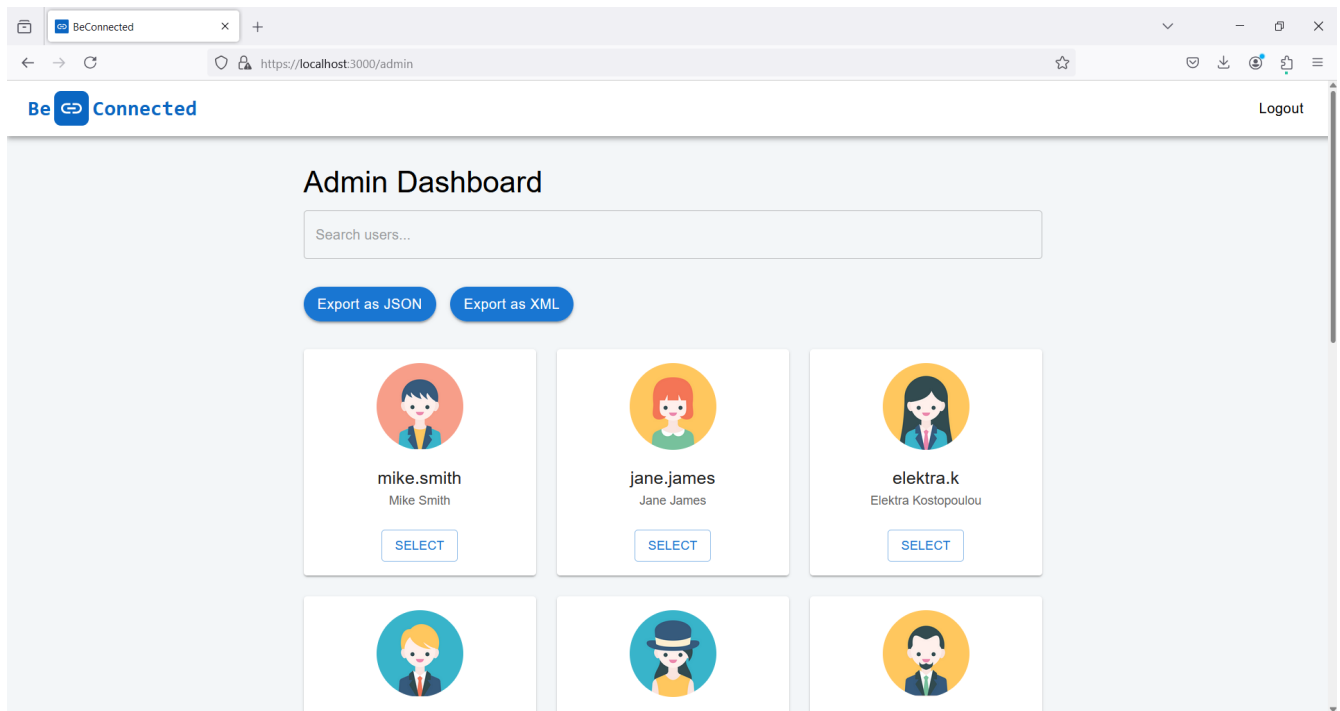 BeConnected
https://localhost:3000/admin
Be Connected
Logout
Admin Dashboard
Search users...
Export as JSON
Export as XML
mike.smith
jane.james
elektra.k
Mike Smith
Jane James
Elektra Kostopoulou
SELECT
SELECT
SELECT